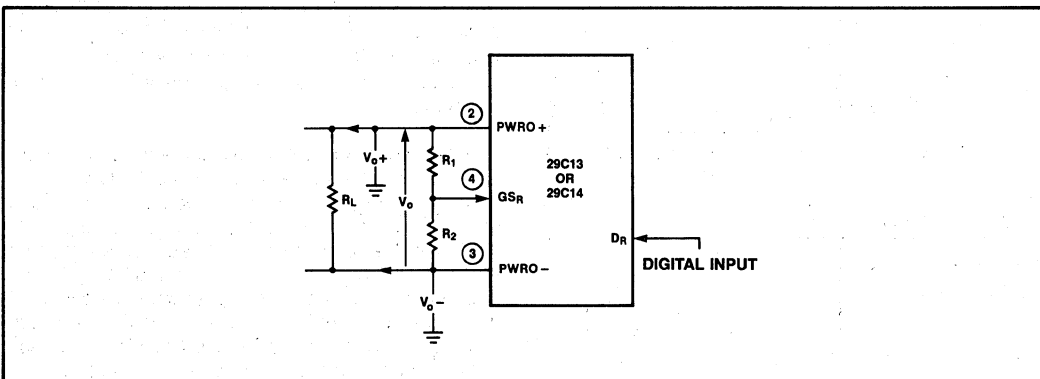 ② PWRO+
Vo+
R1
29C13
OR
29C14
④ GSR
RL
Vo
R2
DR
DIGITAL INPUT
③ PWRO−
Vo−